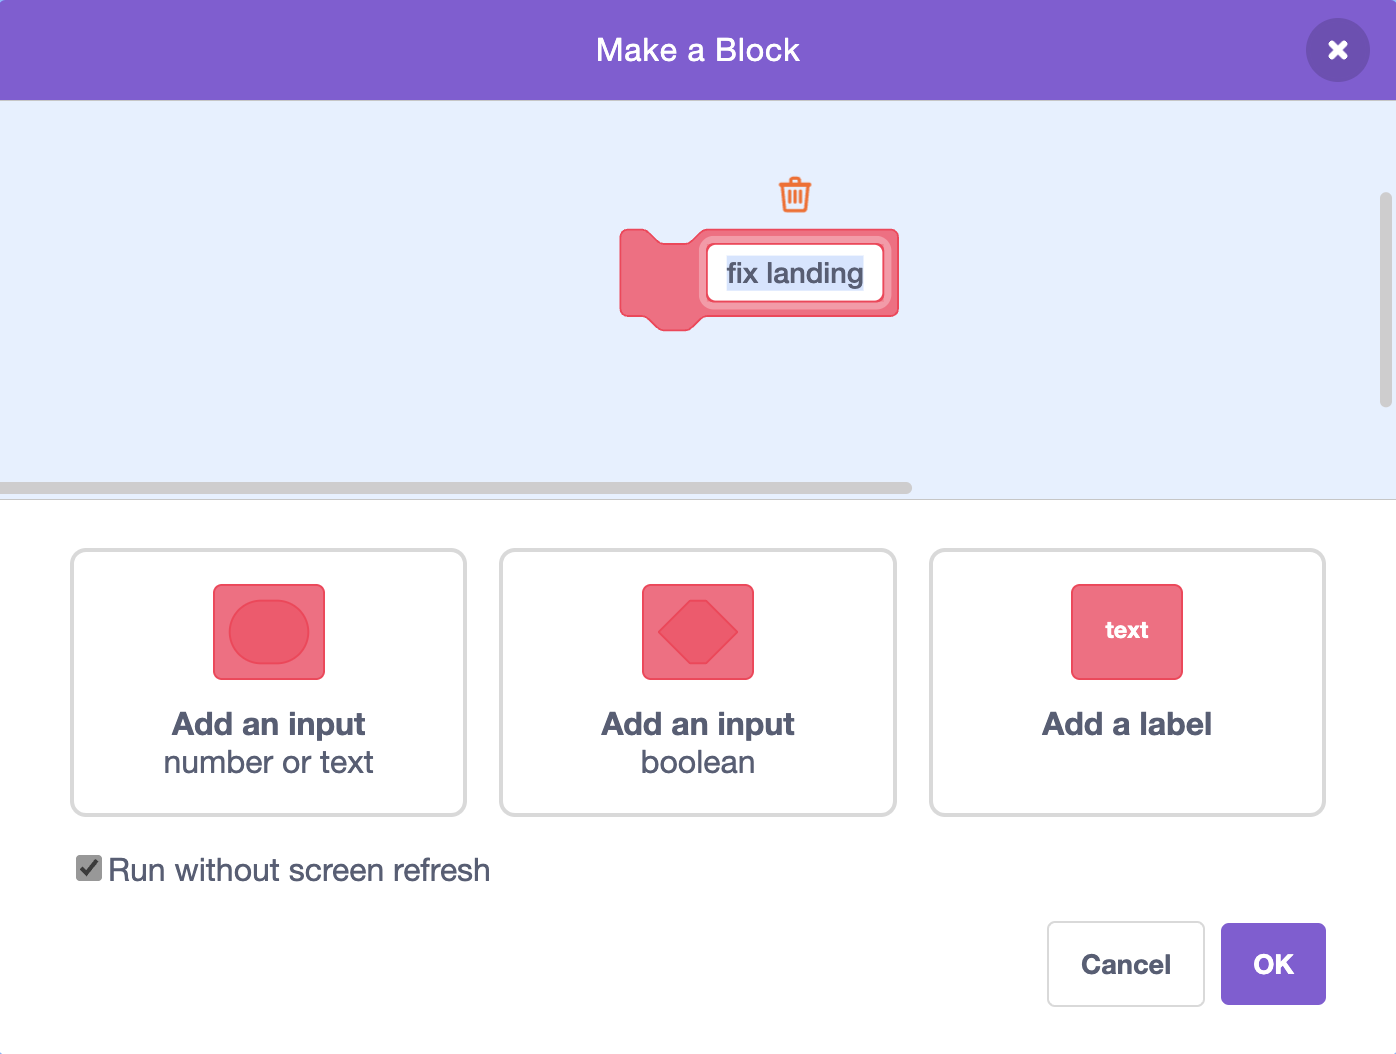 Make a Block
fix landing
text
Add an input
number or text
Add an input
boolean
Add a label
Run without screen refresh
Cancel
OK